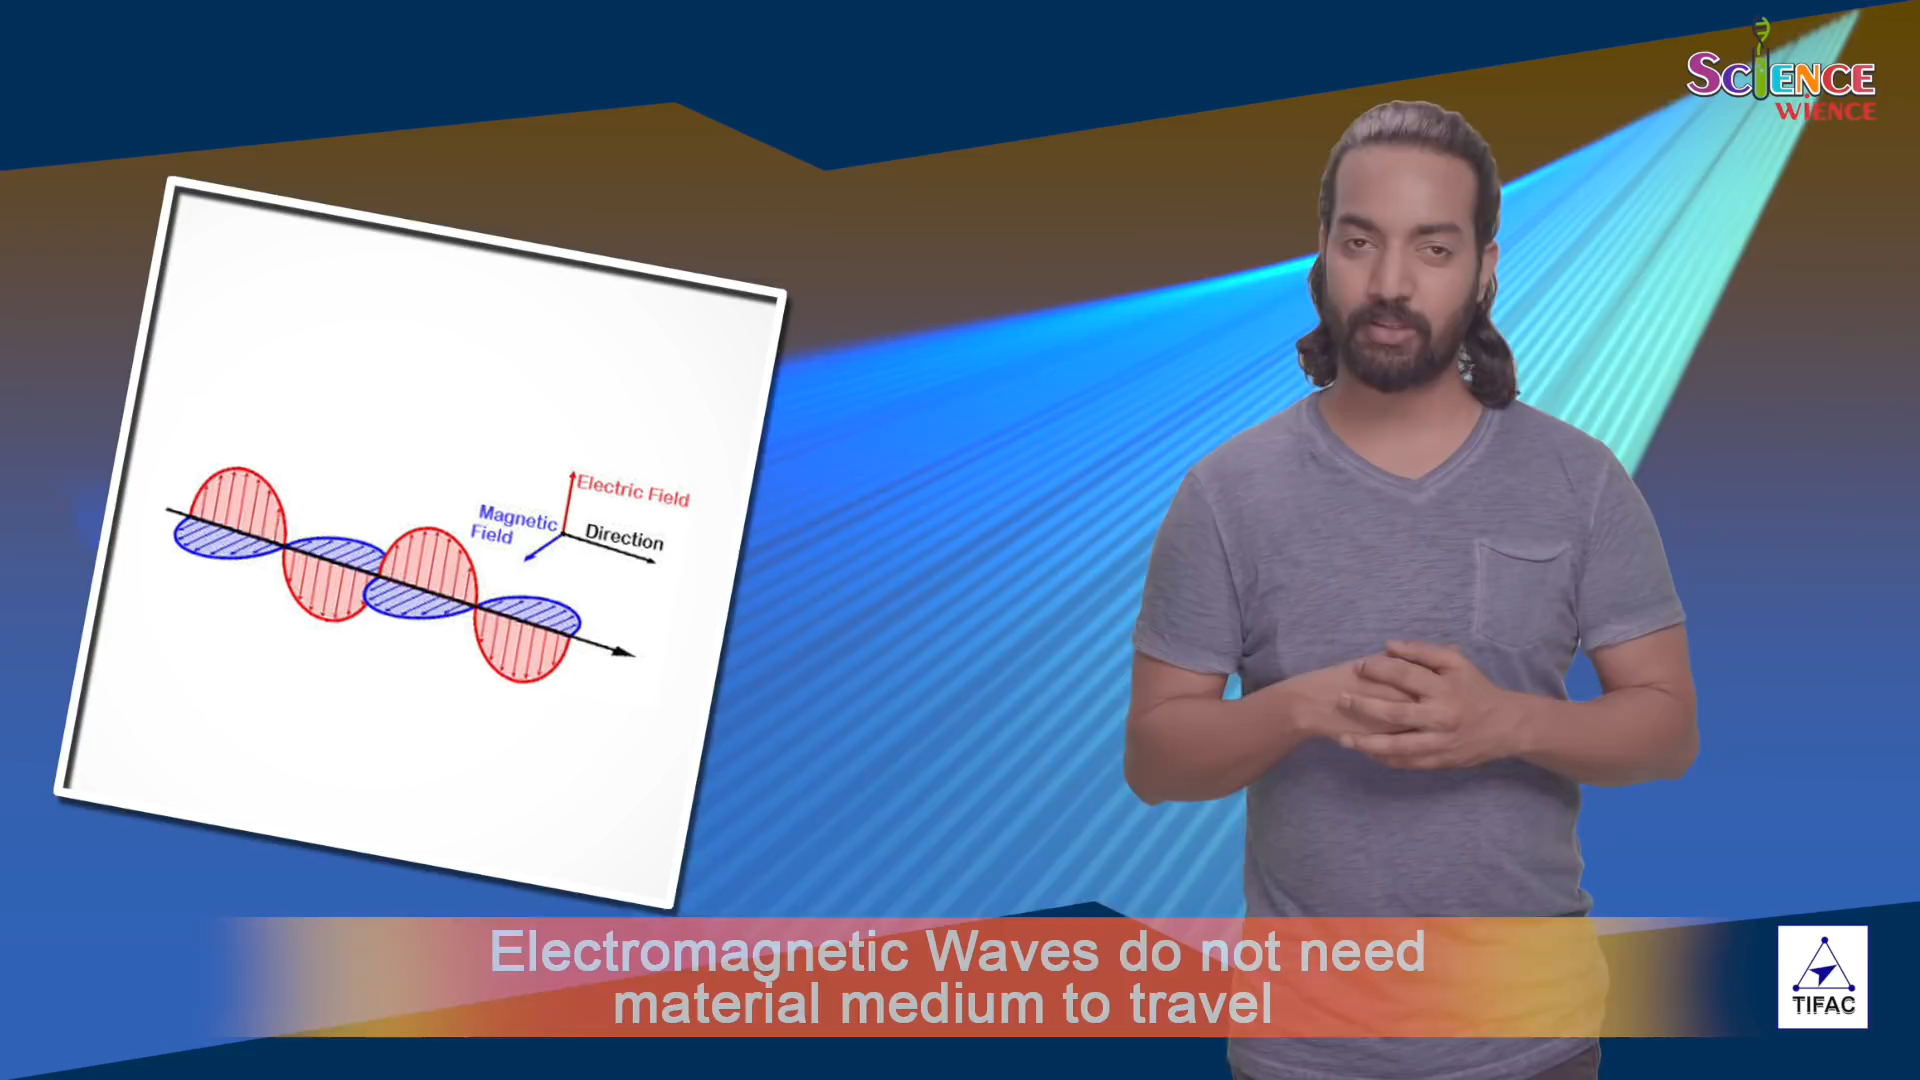 SCIENCE
WIENCE
Electric Field
Magnetic
Field
Direction
Electromagnetic Waves do not need
material medium to travel
TIFAC